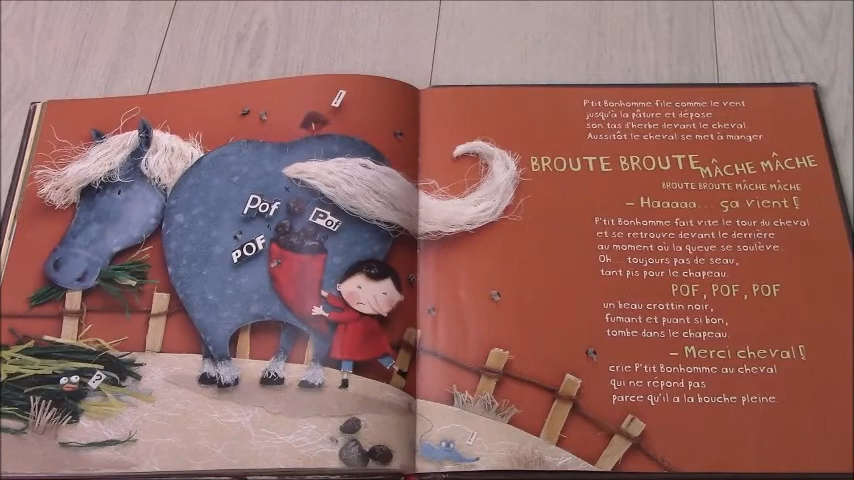 Pof
Pof
POF
P'tit Bonhomme file comme le vent
jusqu'à la pâture et dépose
son tas d'herbe devant le cheval.
Aussitôt le cheval se met à manger
BROUTE BROUTE MÂCHE MÂCHE
BROUTE BROUTE MÂCHE MÂCHE
– Haaaaa... ça vient !
P'tit Bonhomme fait vite le tour du cheval
et se retrouve devant le derrière
au moment où la queue se soulève.
Oh... toujours pas de seau,
tant pis pour le chapeau.
POF, POF, POF
un beau crottin noir,
fumant et puant si bon,
tombe dans le chapeau.
– Merci cheval !
crie P'tit Bonhomme au cheval
qui ne répond pas
parce qu'il a la bouche pleine.